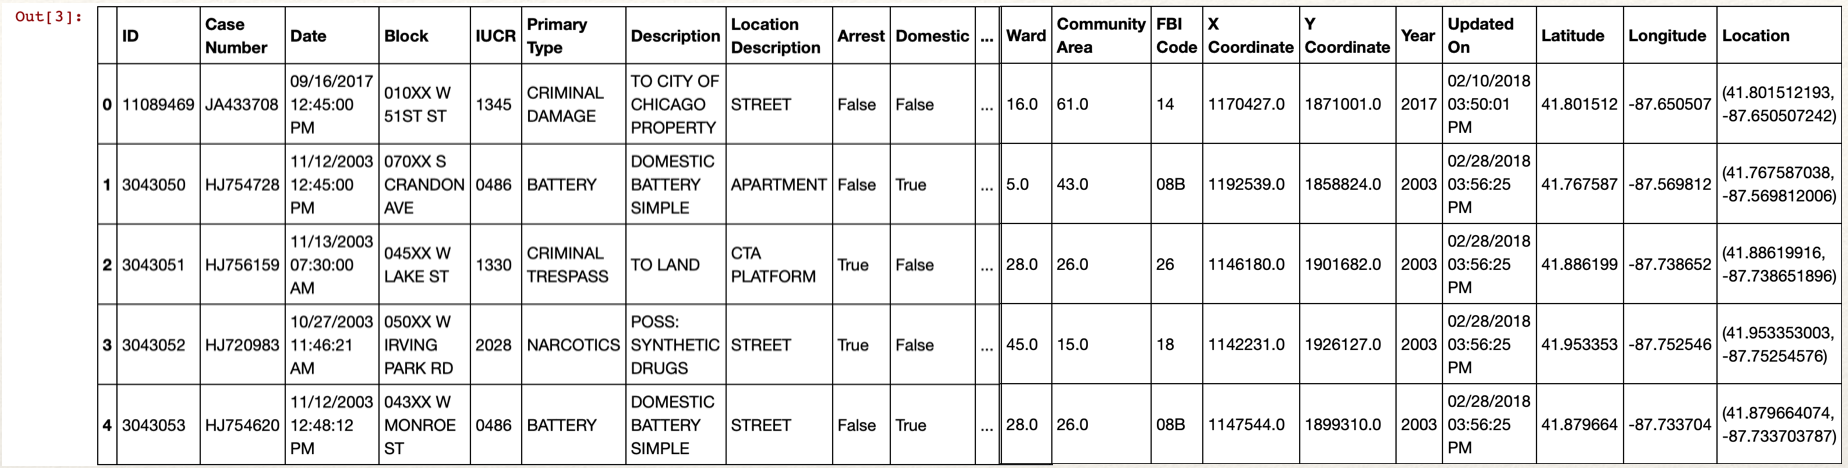 Out[3]:
ID Case Number Date Block IUCR Primary Type Description Location Description Arrest Domestic ... Ward Community Area FBI Code X Coordinate Y Coordinate Year Updated On Latitude Longitude Location
0 11089469 JA433708 09/16/2017 12:45:00 PM 010XX W 51ST ST 1345 CRIMINAL DAMAGE TO CITY OF CHICAGO PROPERTY STREET False False ... 16.0 61.0 14 1170427.0 1871001.0 2017 02/10/2018 03:50:01 PM 41.801512 -87.650507 (41.801512193, -87.650507242)
1 3043050 HJ754728 11/12/2003 12:45:00 PM 070XX S CRANDON AVE 0486 BATTERY DOMESTIC BATTERY SIMPLE APARTMENT False True ... 5.0 43.0 08B 1192539.0 1858824.0 2003 02/28/2018 03:56:25 PM 41.767587 -87.569812 (41.767587038, -87.569812006)
2 3043051 HJ756159 11/13/2003 07:30:00 AM 045XX W LAKE ST 1330 CRIMINAL TRESPASS TO LAND CTA PLATFORM True False ... 28.0 26.0 26 1146180.0 1901682.0 2003 02/28/2018 03:56:25 PM 41.886199 -87.738652 (41.88619916, -87.738651896)
3 3043052 HJ720983 10/27/2003 11:46:21 AM 050XX W IRVING PARK RD 2028 NARCOTICS POSS: SYNTHETIC DRUGS STREET True False ... 45.0 15.0 18 1142231.0 1926127.0 2003 02/28/2018 03:56:25 PM 41.953353 -87.752546 (41.953353003, -87.75254576)
4 3043053 HJ754620 11/12/2003 12:48:12 PM 043XX W MONROE ST 0486 BATTERY DOMESTIC BATTERY SIMPLE STREET False True ... 28.0 26.0 08B 1147544.0 1899310.0 2003 02/28/2018 03:56:25 PM 41.879664 -87.733704 (41.879664074, -87.733703787)